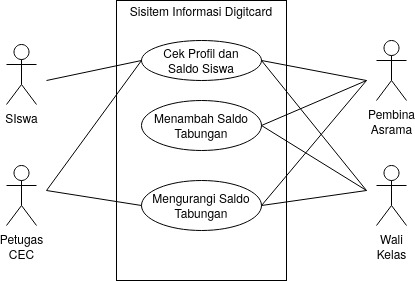 Sisitem Informasi Digitcard
Cek Profil dan
Saldo Siswa
SIswa
Pembina
Asrama
Menambah Saldo
Tabungan
Mengurangi Saldo
Tabungan
Petugas
CEC
Wali
Kelas